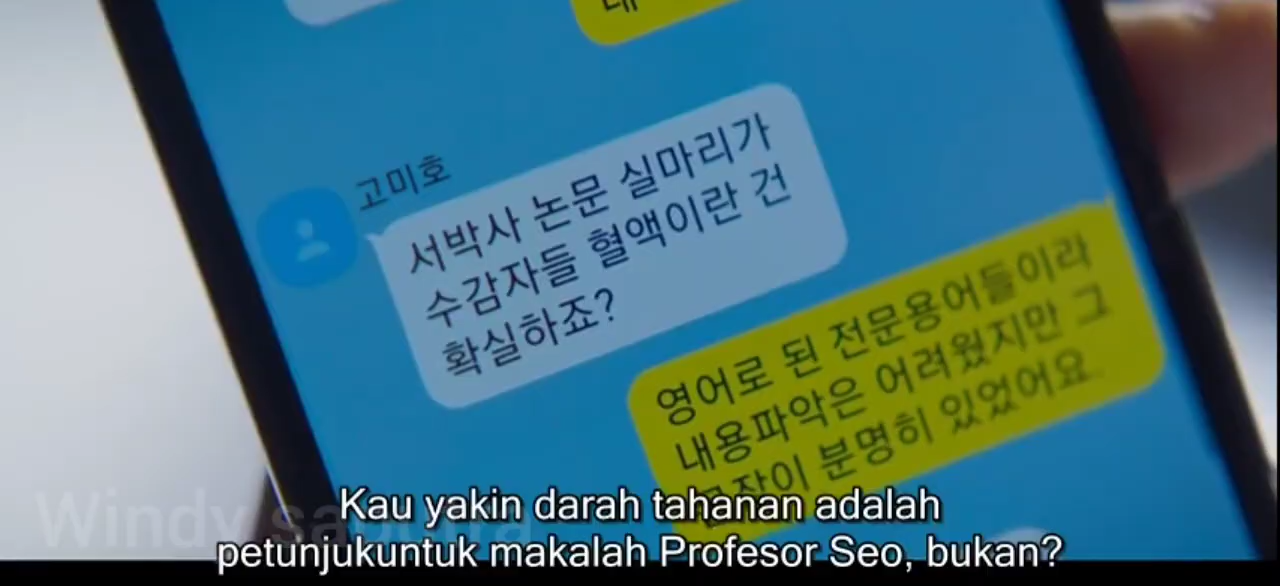 네
고미호
서박사 논문 실마리가
수감자들 혈액이란 건
확실하죠?
영어로 된 전문용어들이라
내용파악은 어려웠지만 그
문장이 분명히 있었어요.
Windy saputra
Kau yakin darah tahanan adalah
petunjukuntuk makalah Profesor Seo, bukan?